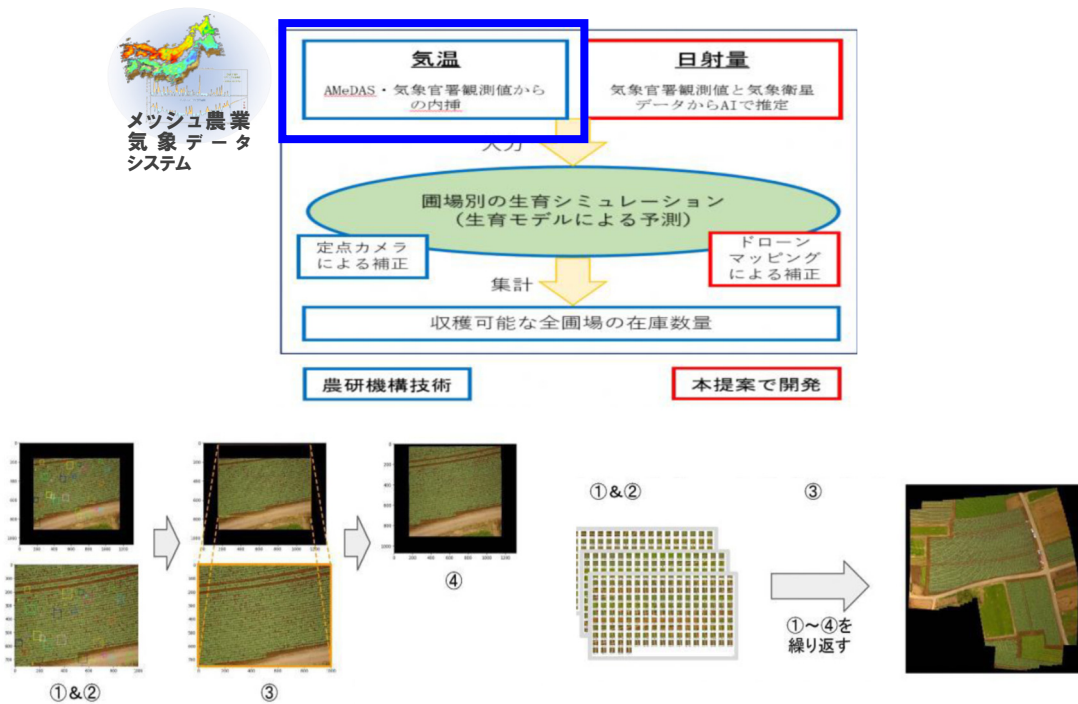 メッシュ農業
気象データ
システム
気温
AMeDAS・気象官署観測値から
の内挿
日射量
気象官署観測値と気象衛星
データからAIで推定
入力
圃場別の生育シミュレーション
(生育モデルによる予測)
定点カメラ
による補正
ドローン
マッピング
による補正
集計
収穫可能な全圃場の在庫数量
農研機構技術
本提案で開発
①&②
③
④
①&②
③
①～④を
繰り返す